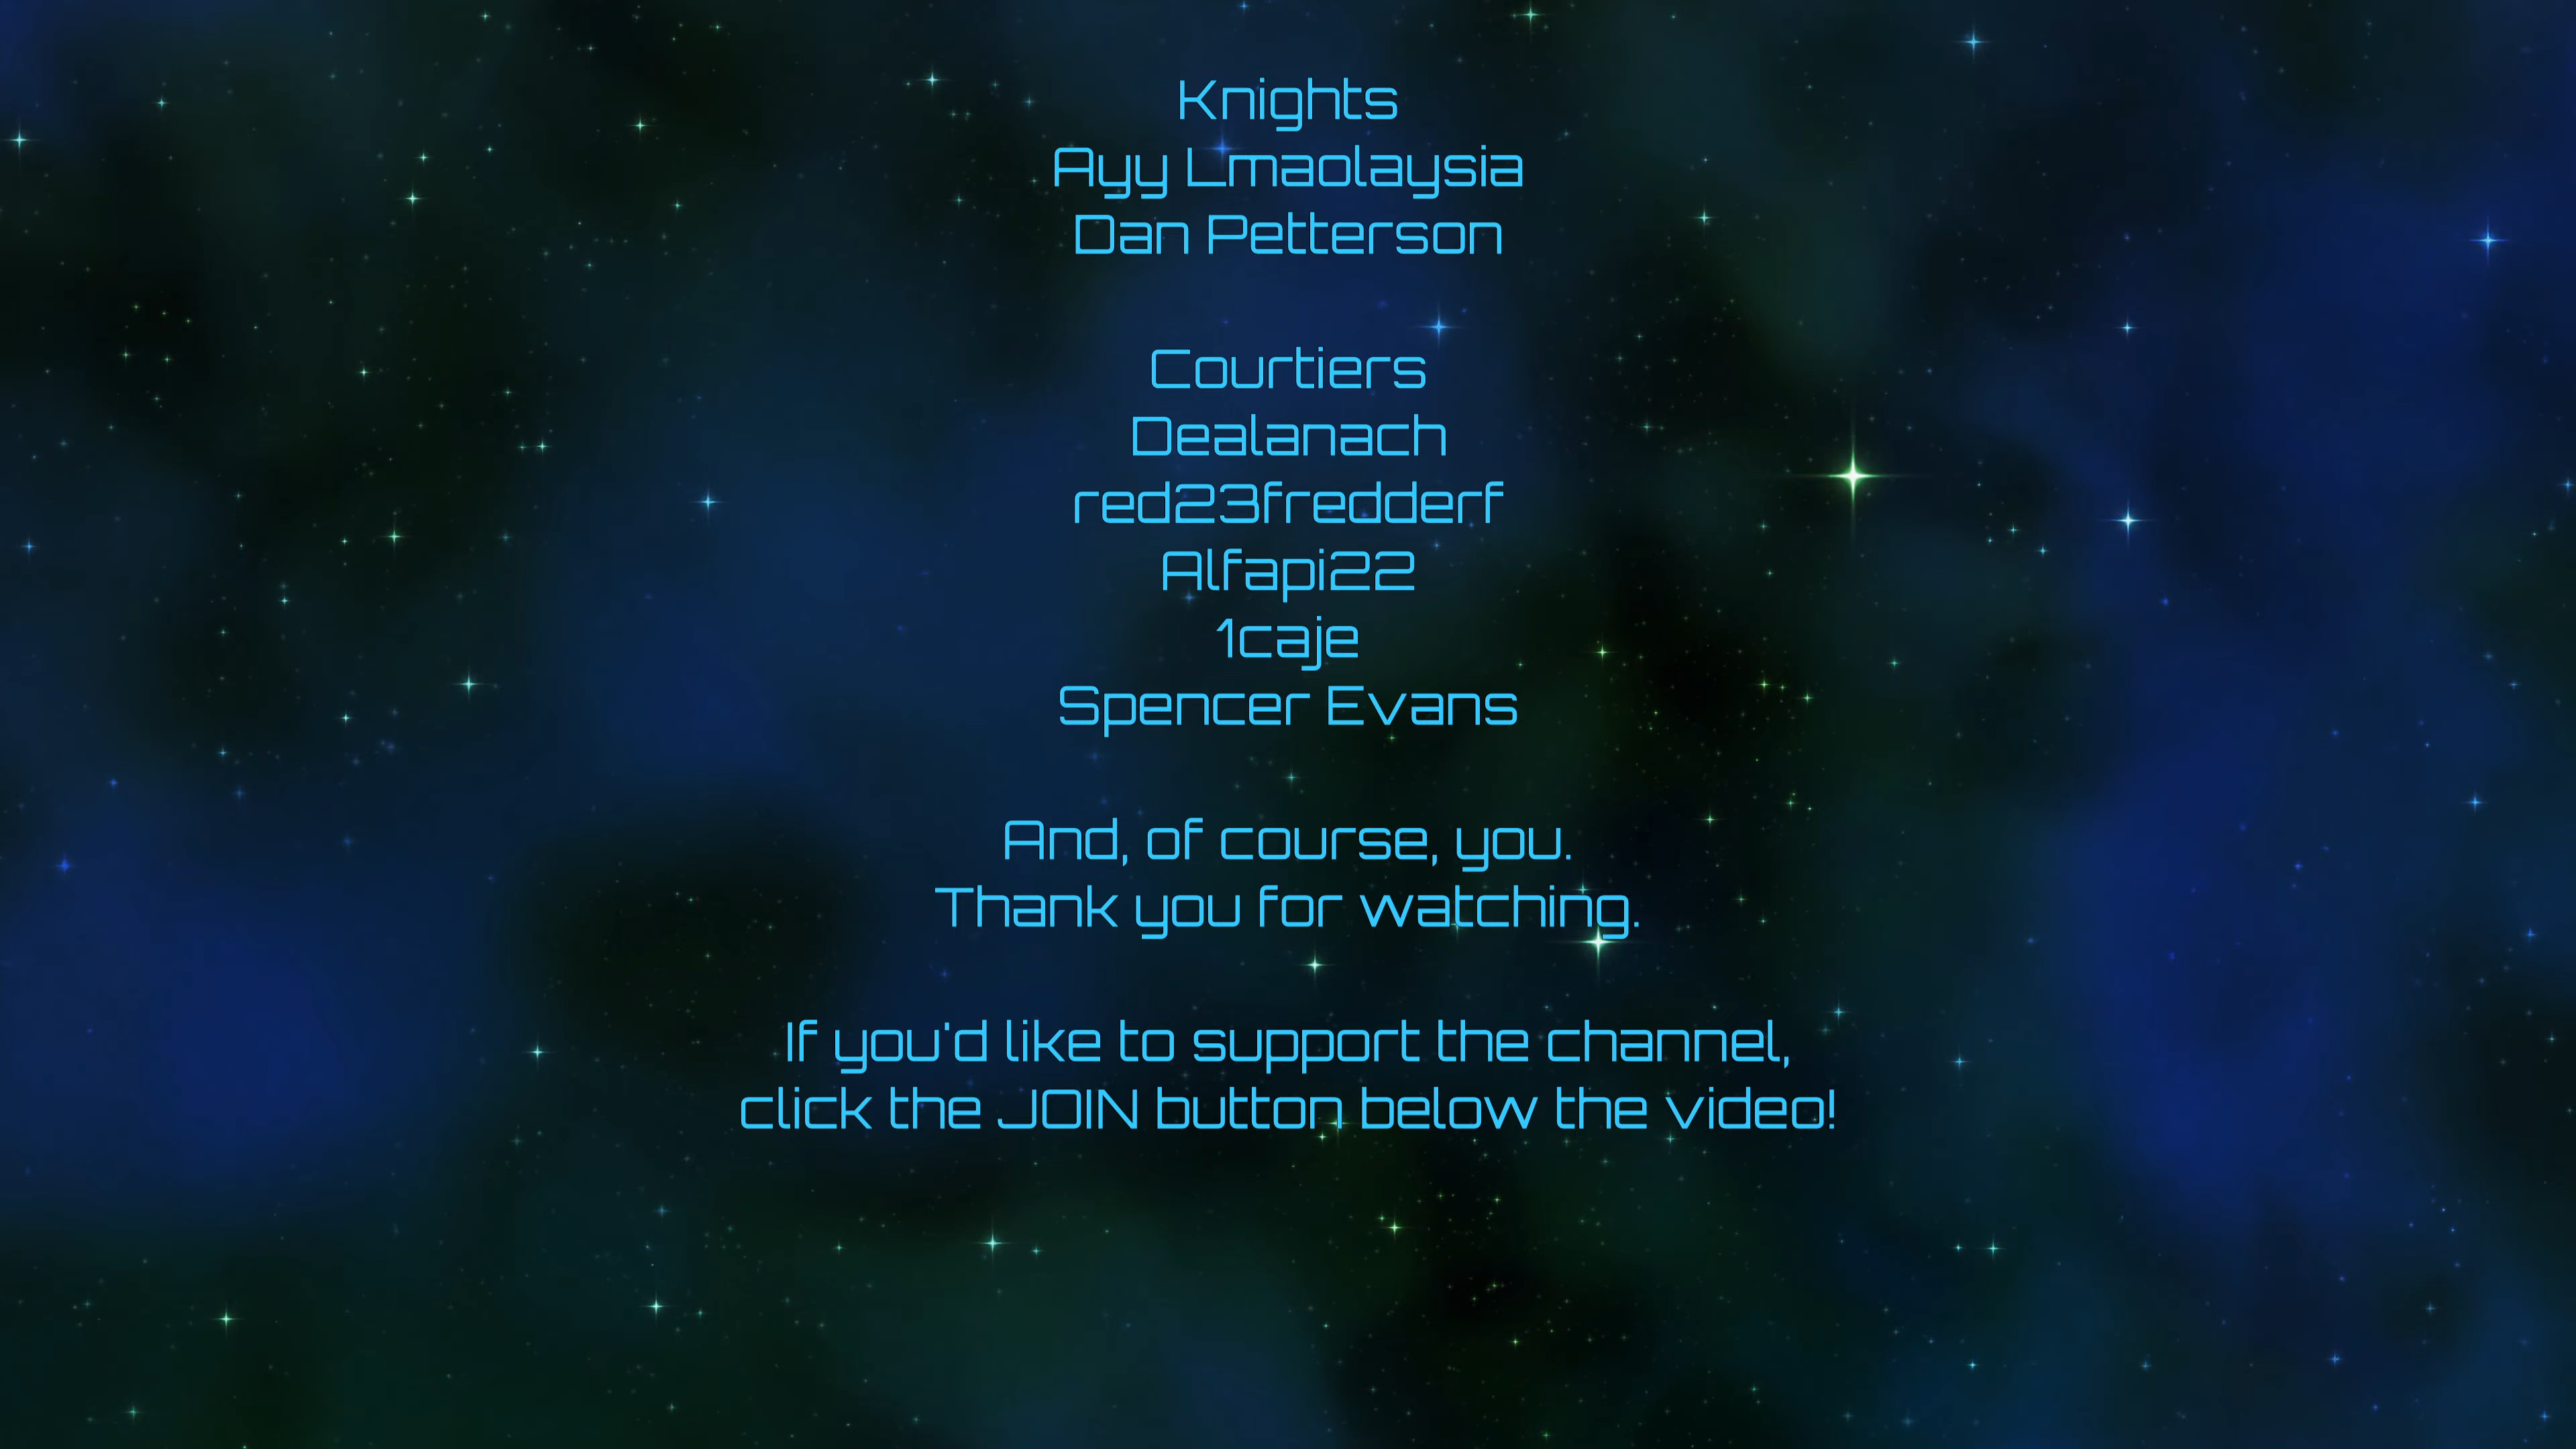 Knights
Ayy Lmaolaysia
Dan Petterson
Courtiers
Dealanach
red23fredderf
Alfapi22
1caje
Spencer Evans
And, of course, you.
Thank you for watching.
If you'd like to support the channel,
click the JOIN button below the video!